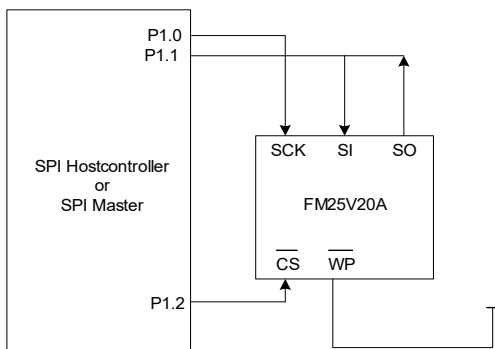 P1.0
P1.1
SCK SI SO
SPI Hostcontroller
or
SPI Master
FM25V20A
CS WP
P1.2